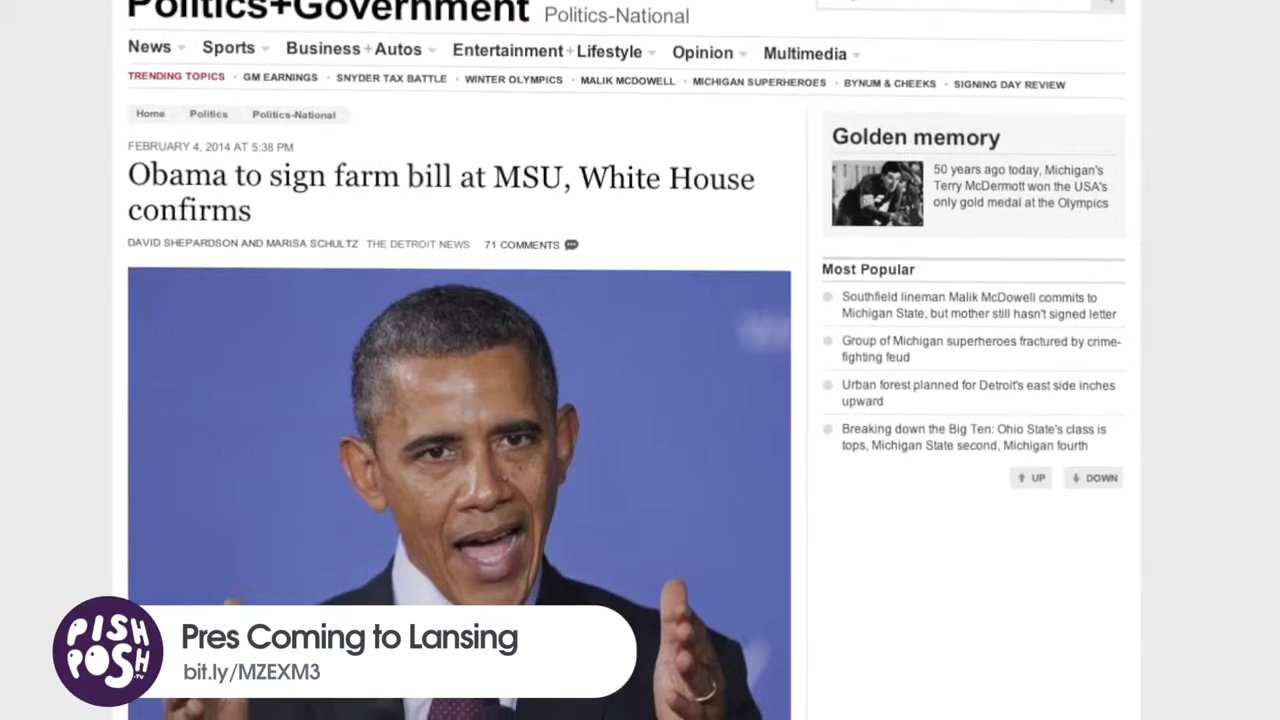 Politics+Government Politics-National
News Sports Business+Autos Entertainment+Lifestyle Opinion Multimedia
TRENDING TOPICS • GM EARNINGS • SNYDER TAX BATTLE • WINTER OLYMPICS • MALIK MCDOWELL • MICHIGAN SUPERHEROES • BYNUM & CHEEKS • SIGNING DAY REVIEW
Home Politics Politics-National
FEBRUARY 4, 2014 AT 5:38 PM
Obama to sign farm bill at MSU, White House
confirms
DAVID SHEPARDSON AND MARISA SCHULTZ THE DETROIT NEWS 71 COMMENTS
Golden memory
50 years ago today, Michigan's
Terry McDermott won the USA's
only gold medal at the Olympics
Most Popular
Southfield lineman Malik McDowell commits to
Michigan State, but mother still hasn't signed letter
Group of Michigan superheroes fractured by crime-
fighting feud
Urban forest planned for Detroit's east side inches
upward
Breaking down the Big Ten: Ohio State's class is
tops, Michigan State second, Michigan fourth
UP DOWN
PISH
POSH
.TV
Pres Coming to Lansing
bit.ly/MZEXM3